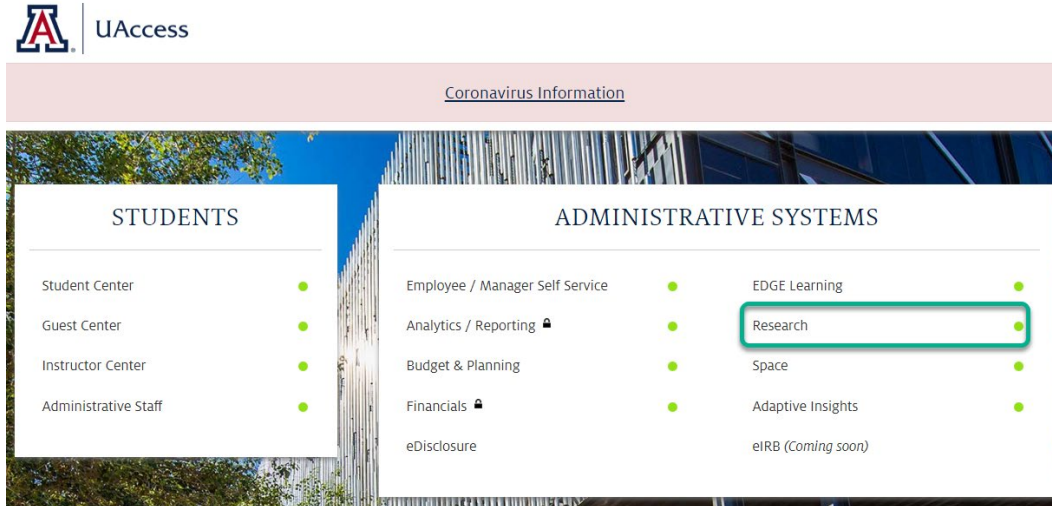 A
UAccess
Coronavirus Information
STUDENTS
Student Center
Guest Center
Instructor Center
Administrative Staff
ADMINISTRATIVE SYSTEMS
Employee / Manager Self Service
Analytics / Reporting
Budget & Planning
Financials
eDisclosure
EDGE Learning
Research
Space
Adaptive Insights
eIRB (Coming soon)